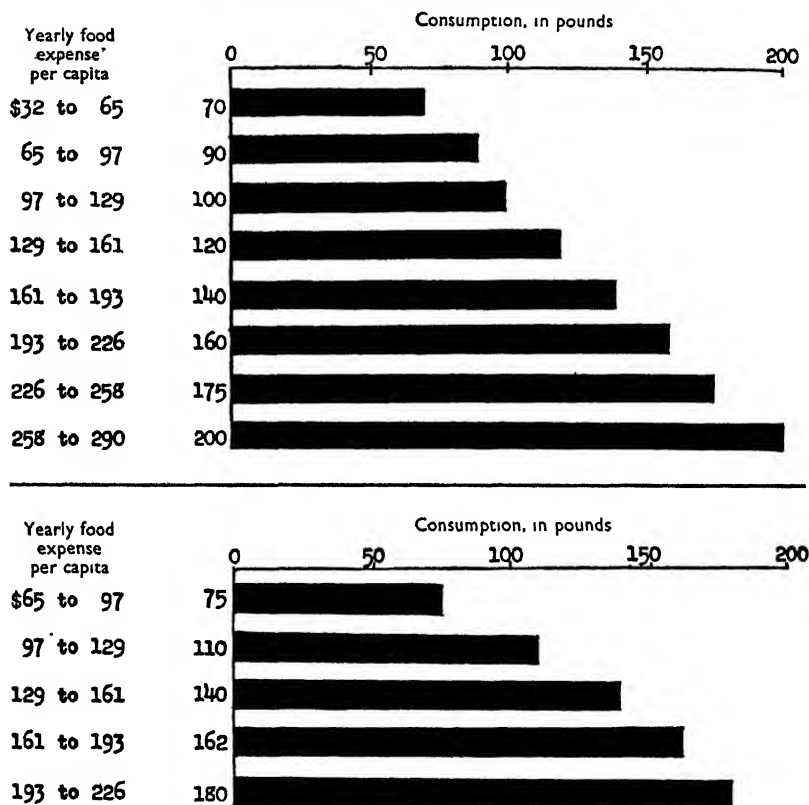 Consumption, in pounds
Yearly food
expense
per capita
0 50 100 150 200
$32 to 65 70
65 to 97 90
97 to 129 100
129 to 161 120
161 to 193 140
193 to 226 160
226 to 258 175
258 to 290 200
Yearly food
expense
per capita
Consumption, in pounds
0 50 100 150 200
$65 to 97 75
97 to 129 110
129 to 161 140
161 to 193 162
193 to 226 180